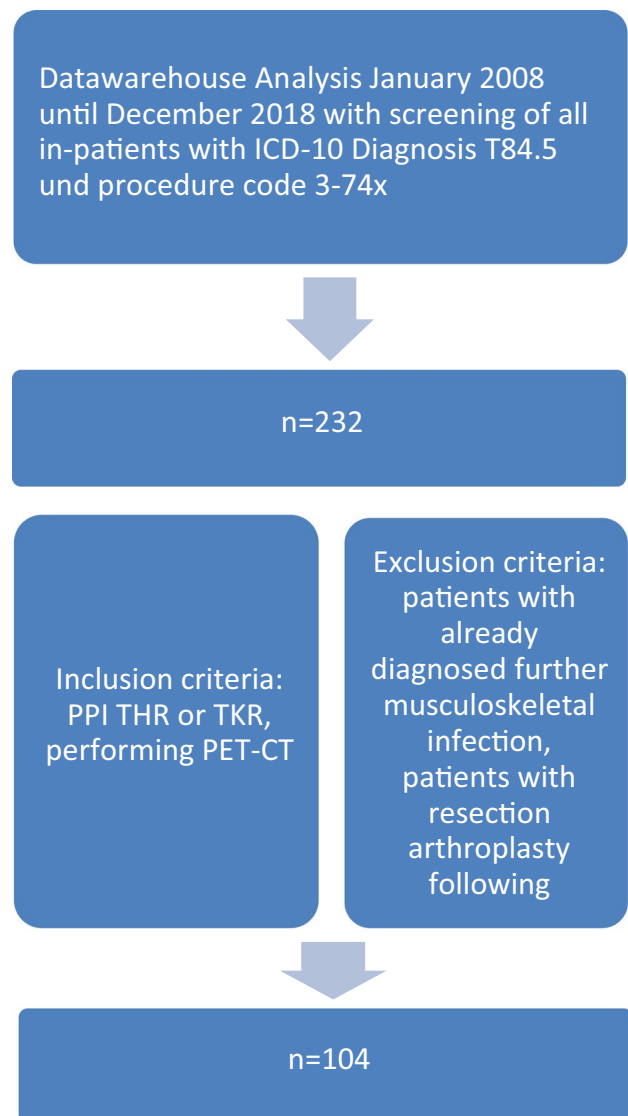 Datawarehouse Analysis January 2008
until December 2018 with screening of all
in-patients with ICD-10 Diagnosis T84.5
und procedure code 3-74x
n=232
Inclusion criteria:
PPI THR or TKR,
performing PET-CT
Exclusion criteria:
patients with
already
diagnosed further
musculoskeletal
infection,
patients with
resection
arthroplasty
following
n=104